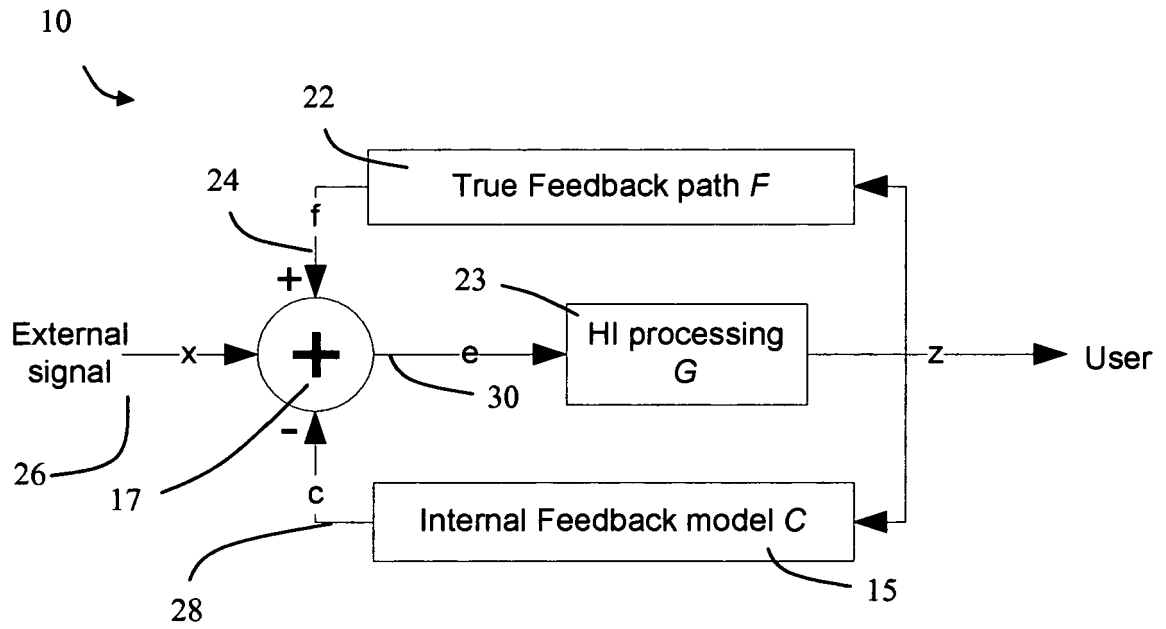 10
22
True Feedback path F
24
f
+
23
External
signal
x
+
e
HI processing
G
z
User
30
-
26
17
c
Internal Feedback model C
28
15